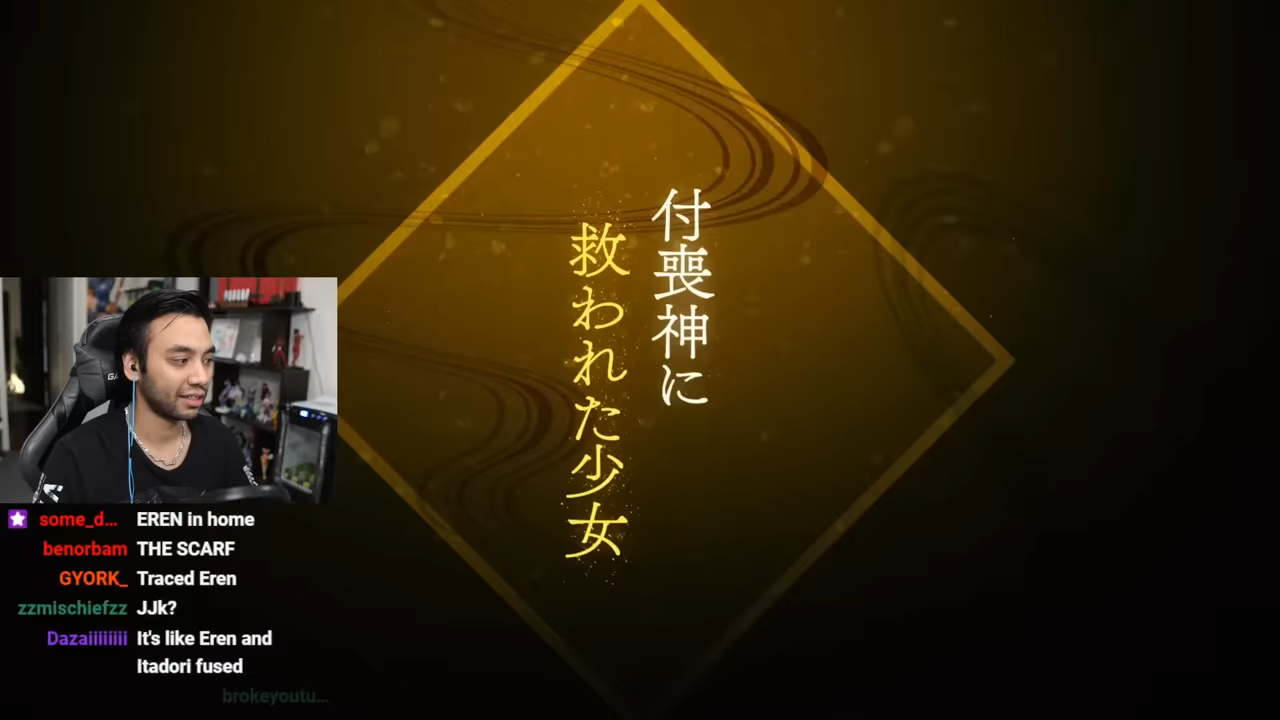 付喪神に
救われた少女
some_d... EREN in home
benorbam THE SCARF
GYORK_ Traced Eren
zzmischiefzz JJk?
Dazaiiiiiiii It's like Eren and
Itadori fused
brokeyoutu...